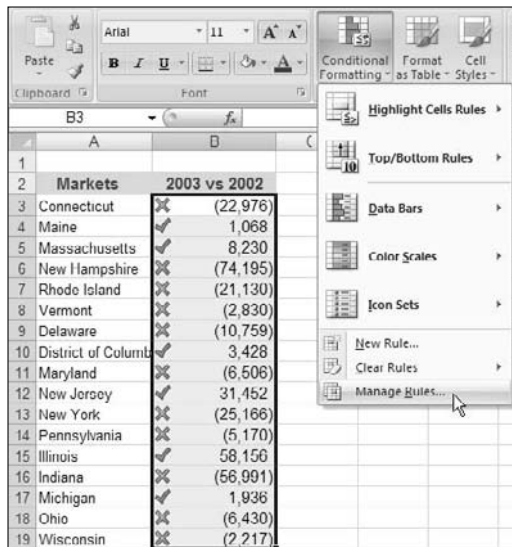 Arial 11 A A
Paste
B I U A
Conditional Formatting
Format as Table
Cell Styles
Clipboard
Font
B3 fx
A B C
1
2 Markets 2003 vs 2002
3 Connecticut (22,976)
4 Maine 1,068
5 Massachusetts 8,230
6 New Hampshire (74,195)
7 Rhode Island (21,130)
8 Vermont (2,830)
9 Delaware (10,759)
10 District of Columb 3,428
11 Maryland (6,506)
12 New Jersey 31,452
13 New York (25,166)
14 Pennsylvania (5,170)
15 Illinois 58,156
16 Indiana (56,991)
17 Michigan 1,936
18 Ohio (6,430)
19 Wisconsin (2,217)
Highlight Cells Rules
10 Top/Bottom Rules
Data Bars
Color Scales
Icon Sets
New Rule...
Clear Rules
Manage Rules...